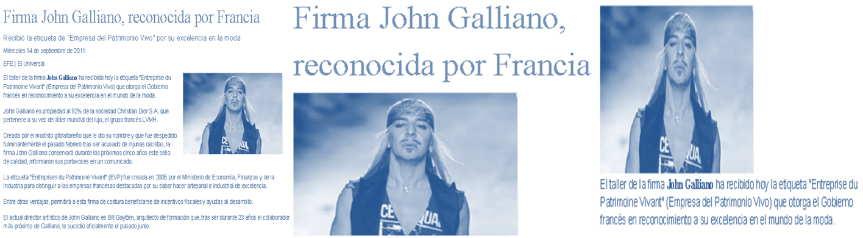 Firma John Galliano, reconocida por Francia
Recibió la etiqueta de "Empresa del Patrimonio Vivo" por su excelencia en la moda
Miércoles 14 de septiembre de 2011
EFE | El Universal
El taller de la firma John Galliano ha recibido hoy la etiqueta "Entreprise du
Patrimoine Vivant" (Empresa del Patrimonio Vivo) que otorga el Gobierno
francés en reconocimiento a su excelencia en el mundo de la moda.
John Galliano es propiedad al 92% de la sociedad Christian Dior S.A, que
pertenece a su vez del líder mundial del lujo, el grupo francés LVMH.
Creada por el modisto gibraltareño que le dio su nombre y que fue despedido
fulminantemente el pasado febrero tras ser acusado de injurias racistas, la
firma John Galliano conservará durante los próximos cinco años este sello
de calidad, informaron sus portavoces en un comunicado.
La etiqueta "Entreprises du Patrimoine Vivant" (EVP) fue creada en 2005 por el Ministerio de Economía, Finanzas y de la
Industria para distinguir a las empresas francesas destacadas por su saber hacer artesanal e industrial de excelencia.
Entre otras ventajas, permitirá a esta firma de costura beneficiarse de incentivos fiscales y ayudas al desarrollo.
El actual director artístico de John Galliano es Bill Gayten, arquitecto de formación que, tras ser durante 23 años el colaborador
más próximo de Galliano, le sucedió oficialmente el pasado junio.
Firma John Galliano,
reconocida por Francia
El taller de la firma John Galliano ha recibido hoy la etiqueta "Entreprise du
Patrimoine Vivant" (Empresa del Patrimonio Vivo) que otorga el Gobierno
francés en reconocimiento a su excelencia en el mundo de la moda.